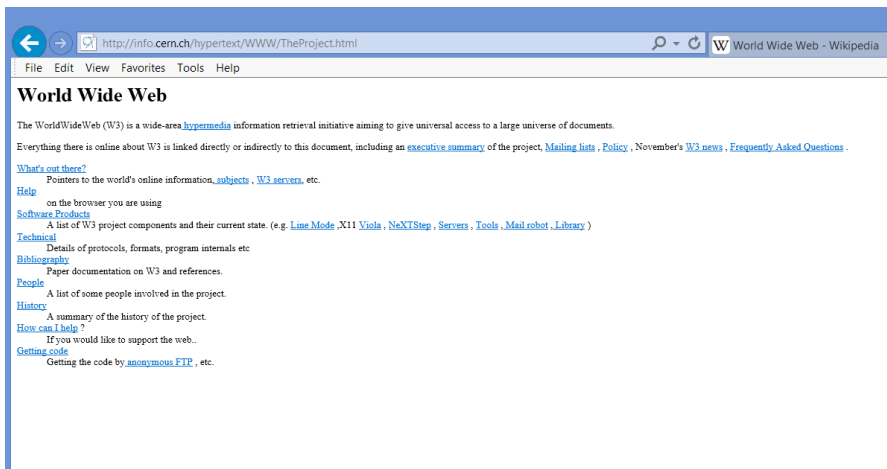 http://info.cern.ch/hypertext/WWW/TheProject.html
W World Wide Web - Wikipedia
File Edit View Favorites Tools Help
World Wide Web
The WorldWideWeb (W3) is a wide-area hypermedia information retrieval initiative aiming to give universal access to a large universe of documents.
Everything there is online about W3 is linked directly or indirectly to this document, including an executive summary of the project, Mailing lists , Policy , November's W3 news , Frequently Asked Questions .
What's out there?
Pointers to the world's online information, subjects , W3 servers, etc.
Help
on the browser you are using
Software Products
A list of W3 project components and their current state. (e.g. Line Mode ,X11 Viola , NeXTStep , Servers , Tools , Mail robot , Library )
Technical
Details of protocols, formats, program internals etc
Bibliography
Paper documentation on W3 and references.
People
A list of some people involved in the project.
History
A summary of the history of the project.
How can I help ?
If you would like to support the web..
Getting code
Getting the code by anonymous FTP , etc.